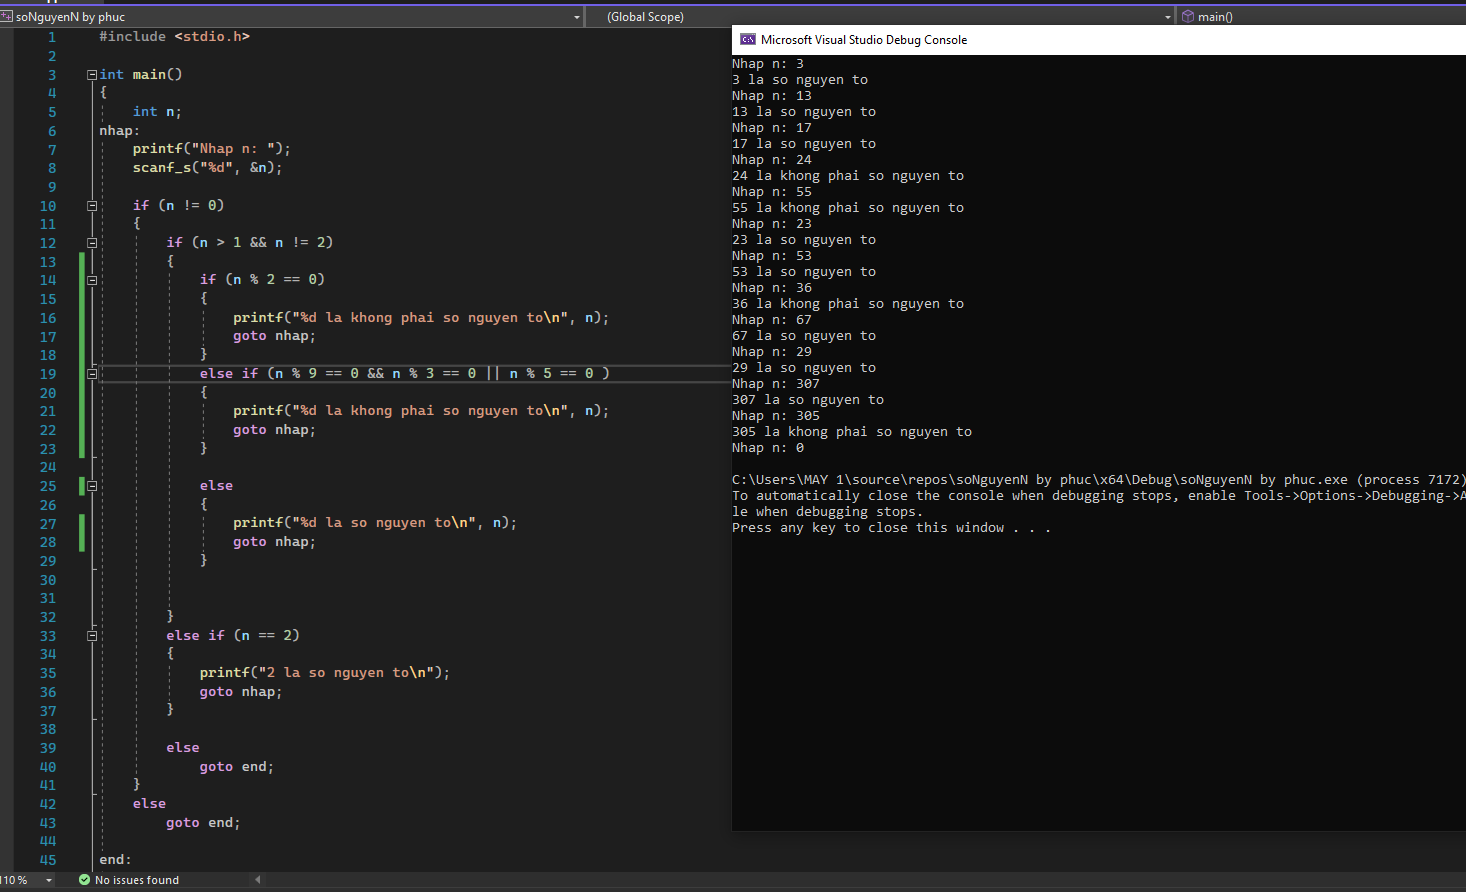 soNguyenN by phuc
(Global Scope)
main()
1 #include <stdio.h>
2
3 int main()
4 {
5 int n;
6 nhap:
7 printf("Nhap n: ");
8 scanf_s("%d", &n);
9
10 if (n != 0)
11 {
12 if (n > 1 && n != 2)
13 {
14 if (n % 2 == 0)
15 {
16 printf("%d la khong phai so nguyen to\n", n);
17 goto nhap;
18 }
19 else if (n % 9 == 0 && n % 3 == 0 || n % 5 == 0 )
20 {
21 printf("%d la khong phai so nguyen to\n", n);
22 goto nhap;
23 }
24
25 else
26 {
27 printf("%d la so nguyen to\n", n);
28 goto nhap;
29 }
30
31
32 }
33 else if (n == 2)
34 {
35 printf("2 la so nguyen to\n");
36 goto nhap;
37 }
38
39 else
40 goto end;
41 }
42 else
43 goto end;
44
45 end:
110 %
No issues found
Microsoft Visual Studio Debug Console
Nhap n: 3
3 la so nguyen to
Nhap n: 13
13 la so nguyen to
Nhap n: 17
17 la so nguyen to
Nhap n: 24
24 la khong phai so nguyen to
Nhap n: 55
55 la khong phai so nguyen to
Nhap n: 23
23 la so nguyen to
Nhap n: 53
53 la so nguyen to
Nhap n: 36
36 la khong phai so nguyen to
Nhap n: 67
67 la so nguyen to
Nhap n: 29
29 la so nguyen to
Nhap n: 307
307 la so nguyen to
Nhap n: 305
305 la khong phai so nguyen to
Nhap n: 0
C:\Users\MAY 1\source\repos\soNguyenN by phuc\x64\Debug\soNguyenN by phuc.exe (process 7172)
To automatically close the console when debugging stops, enable Tools->Options->Debugging->A
le when debugging stops.
Press any key to close this window . . .